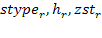 stype_r, h_r, zst_r